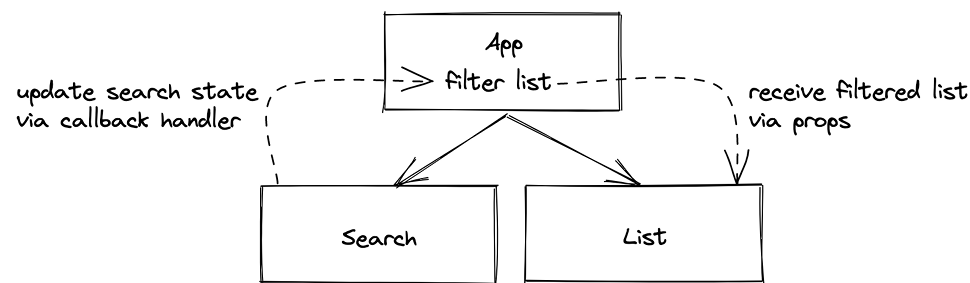 App
filter list
update search state
via callback handler
receive filtered list
via props
Search
List